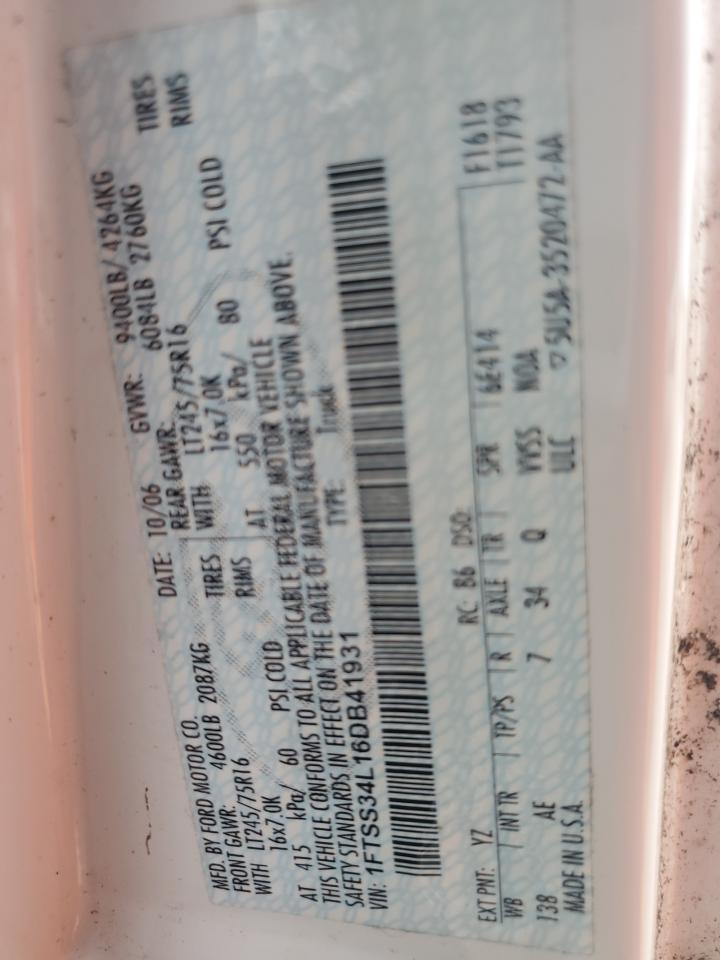 MFD. BY FORD MOTOR CO.
DATE: 10/06 GVWR: 9400LB/ 4264KG
FRONT GAWR: 4600LB 2087KG
REAR GAWR: 6084LB 2760KG
WITH LT245/75R16 TIRES
WITH LT245/75R16 TIRES
16x7.0K RIMS
16x7.0K RIMS
AT 415 kPa/ 60 PSI COLD
AT 550 kPa/ 80 PSI COLD
THIS VEHICLE CONFORMS TO ALL APPLICABLE FEDERAL MOTOR VEHICLE
SAFETY STANDARDS IN EFFECT ON THE DATE OF MANUFACTURE SHOWN ABOVE.
VIN: 1FTSS34L16DB41931
TYPE: Truck
EXT PNT: YZ RC: B6 DSO: F1618
WB INT TR TP/PS R AXLE TR SPR 6E414 T1793
138 AE 7 34 Q VVSS NOA
MADE IN U.S.A. ULC ▽5U5A-3520472-AA